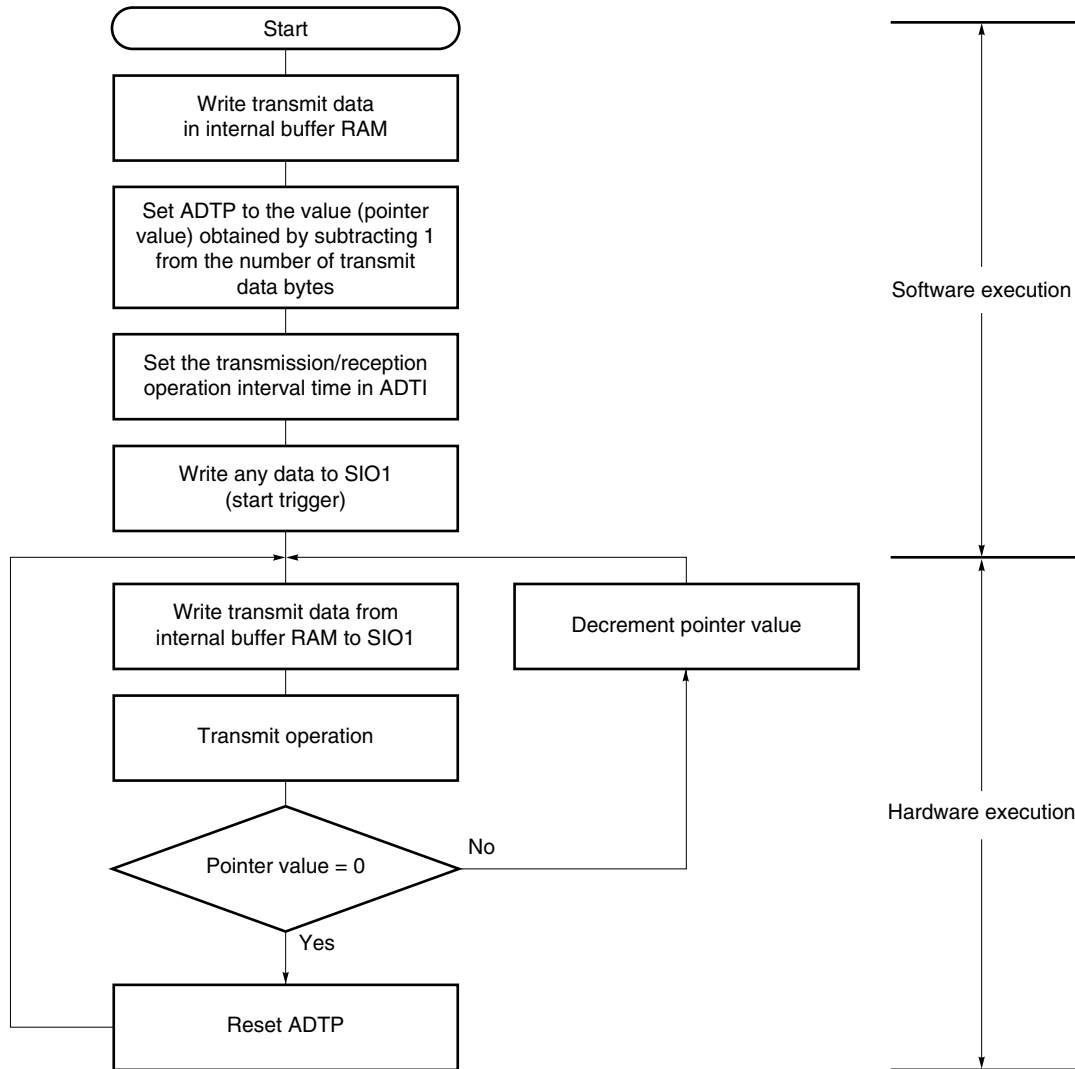 Start
Write transmit data
in internal buffer RAM
Set ADTP to the value (pointer
value) obtained by subtracting 1
from the number of transmit
data bytes
Software execution
Set the transmission/reception
operation interval time in ADTI
Write any data to SIO1
(start trigger)
Write transmit data from
internal buffer RAM to SIO1
Decrement pointer value
Transmit operation
Hardware execution
Pointer value = 0
No
Yes
Reset ADTP